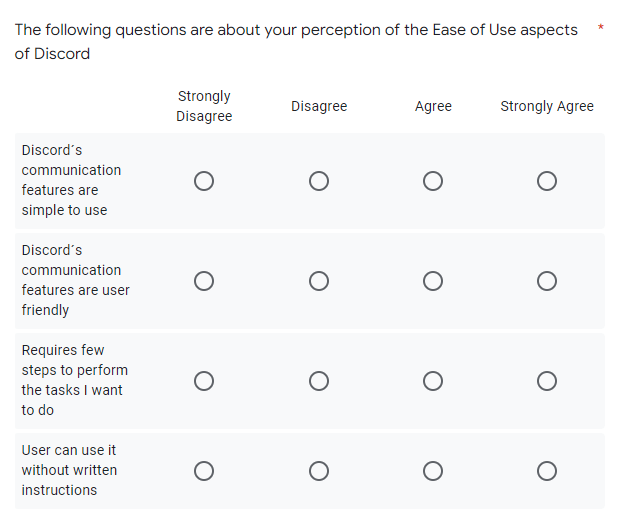 The following questions are about your perception of the Ease of Use aspects *
of Discord
Strongly
Disagree
Disagree
Agree
Strongly Agree
Discord´s
communication
features are
simple to use
Discord´s
communication
features are user
friendly
Requires few
steps to perform
the tasks I want
to do
User can use it
without written
instructions